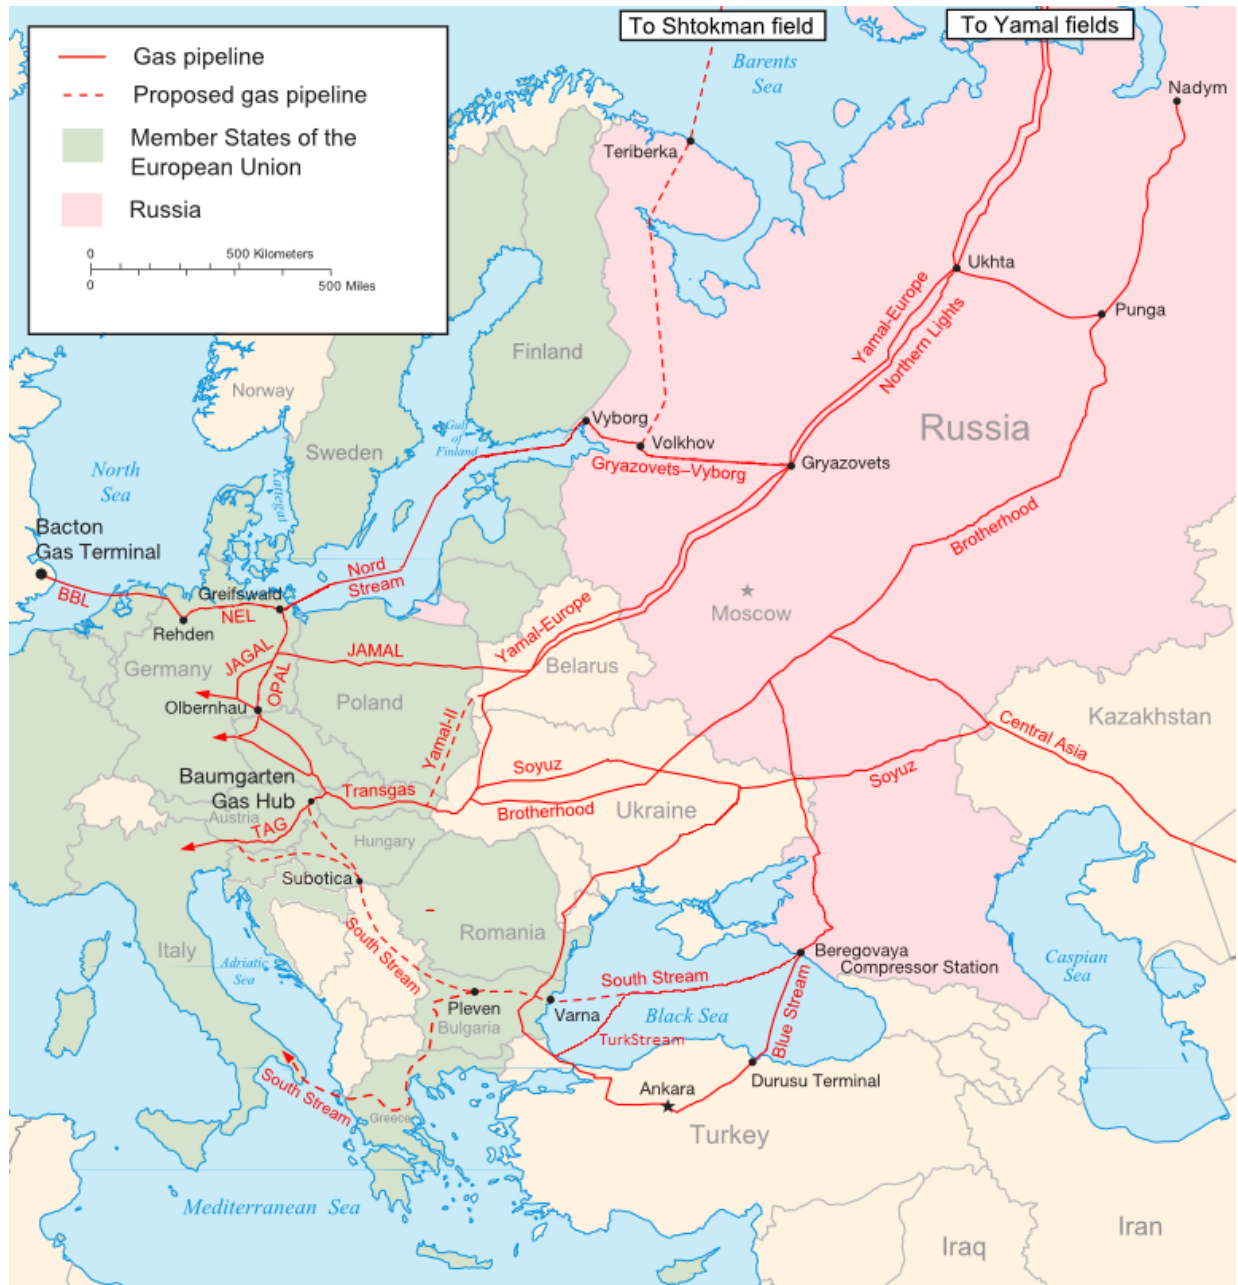 To Shtokman field
To Yamal fields
Gas pipeline
Proposed gas pipeline
Member States of the
European Union
Russia
0
500 Kilometers
0
500 Miles
Barents
Sea
Nadym
Teriberka
Ukhta
Punga
Yamal-Europe
Northern Lights
Finland
Norway
Sweden
Gulf
of
Finland
Vyborg
Volkhov
Gryazovets–Vyborg
Gryazovets
Russia
North
Sea
Kattegat
Bacton
Gas Terminal
BBL
Greifswald
NEL
Rehden
Nord
Stream
Brotherhood
Moscow
Germany
JAGAL
OPAL
JAMAL
Yamal-Europe
Belarus
Poland
Olbernhau
Yamal-II
Kazakhstan
Central Asia
Soyuz
Soyuz
Brotherhood
Ukraine
Baumgarten
Gas Hub
Transgas
Austria
TAG
Hungary
Subotica
South Stream
Romania
Italy
Adriatic
Sea
Pleven
Bulgaria
Varna
South Stream
Beregovaya
Compressor Station
Caspian
Sea
Black Sea
TurkStream
Blue Stream
Durusu Terminal
Ankara
Turkey
South Stream
Greece
Mediterranean Sea
Iraq
Iran